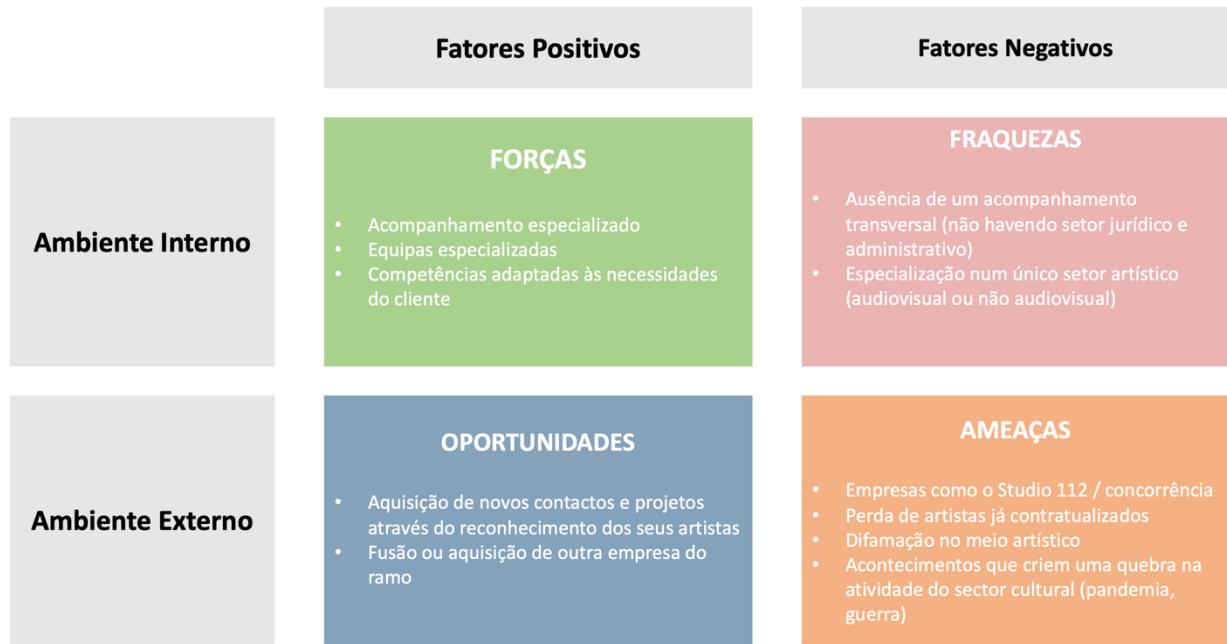 Fatores Positivos
Fatores Negativos
Ambiente Interno
FORÇAS
• Acompanhamento especializado
• Equipas especializadas
• Competências adaptadas às necessidades
do cliente
FRAQUEZAS
• Ausência de um acompanhamento
transversal (não havendo setor jurídico e
administrativo)
• Especialização num único setor artístico
(audiovisual ou não audiovisual)
Ambiente Externo
OPORTUNIDADES
• Aquisição de novos contactos e projetos
através do reconhecimento dos seus artistas
• Fusão ou aquisição de outra empresa do
ramo
AMEAÇAS
• Empresas como o Studio 112 / concorrência
• Perda de artistas já contratualizados
• Difamação no meio artístico
• Acontecimentos que criem uma quebra na
atividade do sector cultural (pandemia,
guerra)